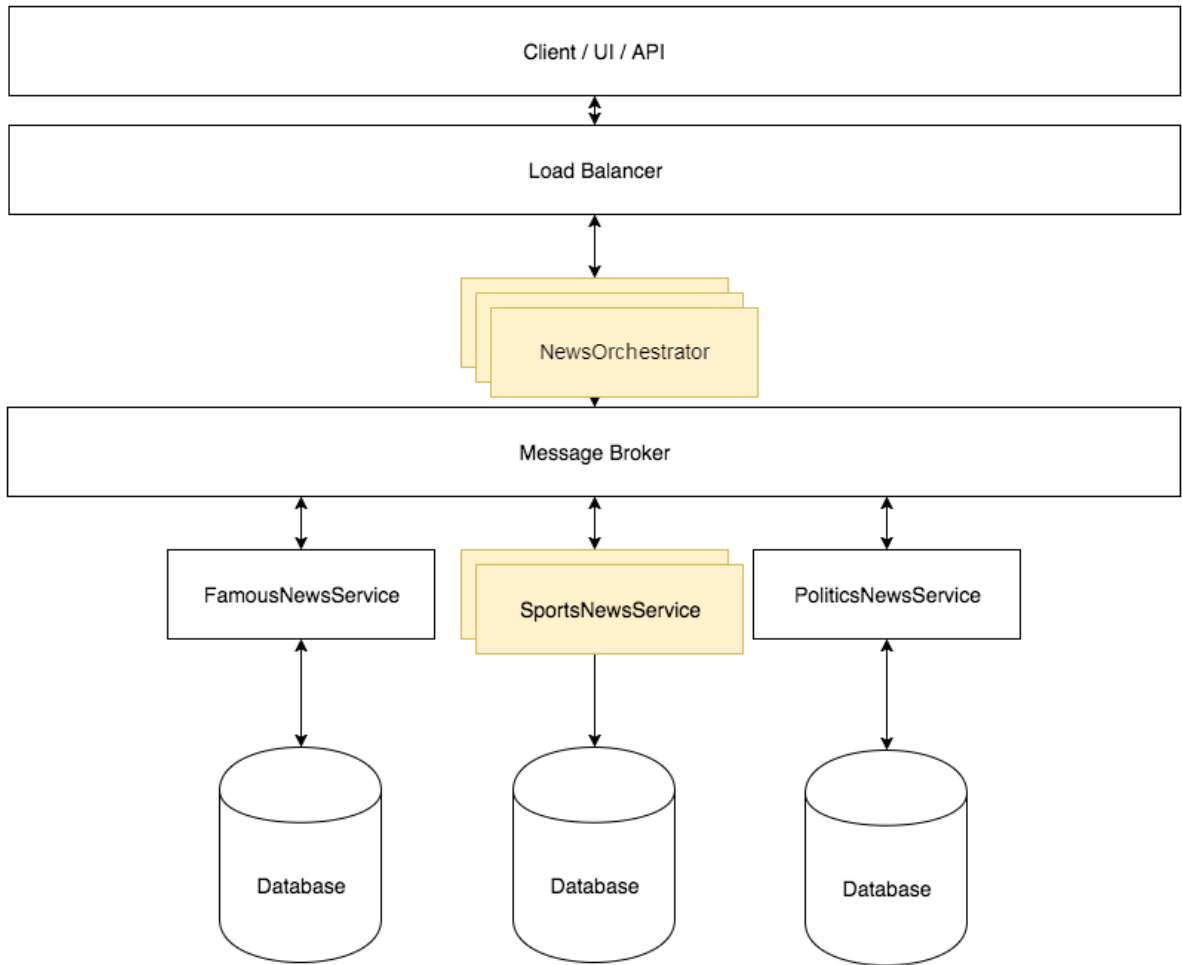 Client / UI / API
Load Balancer
NewsOrchestrator
Message Broker
FamousNewsService
SportsNewsService
PoliticsNewsService
Database
Database
Database